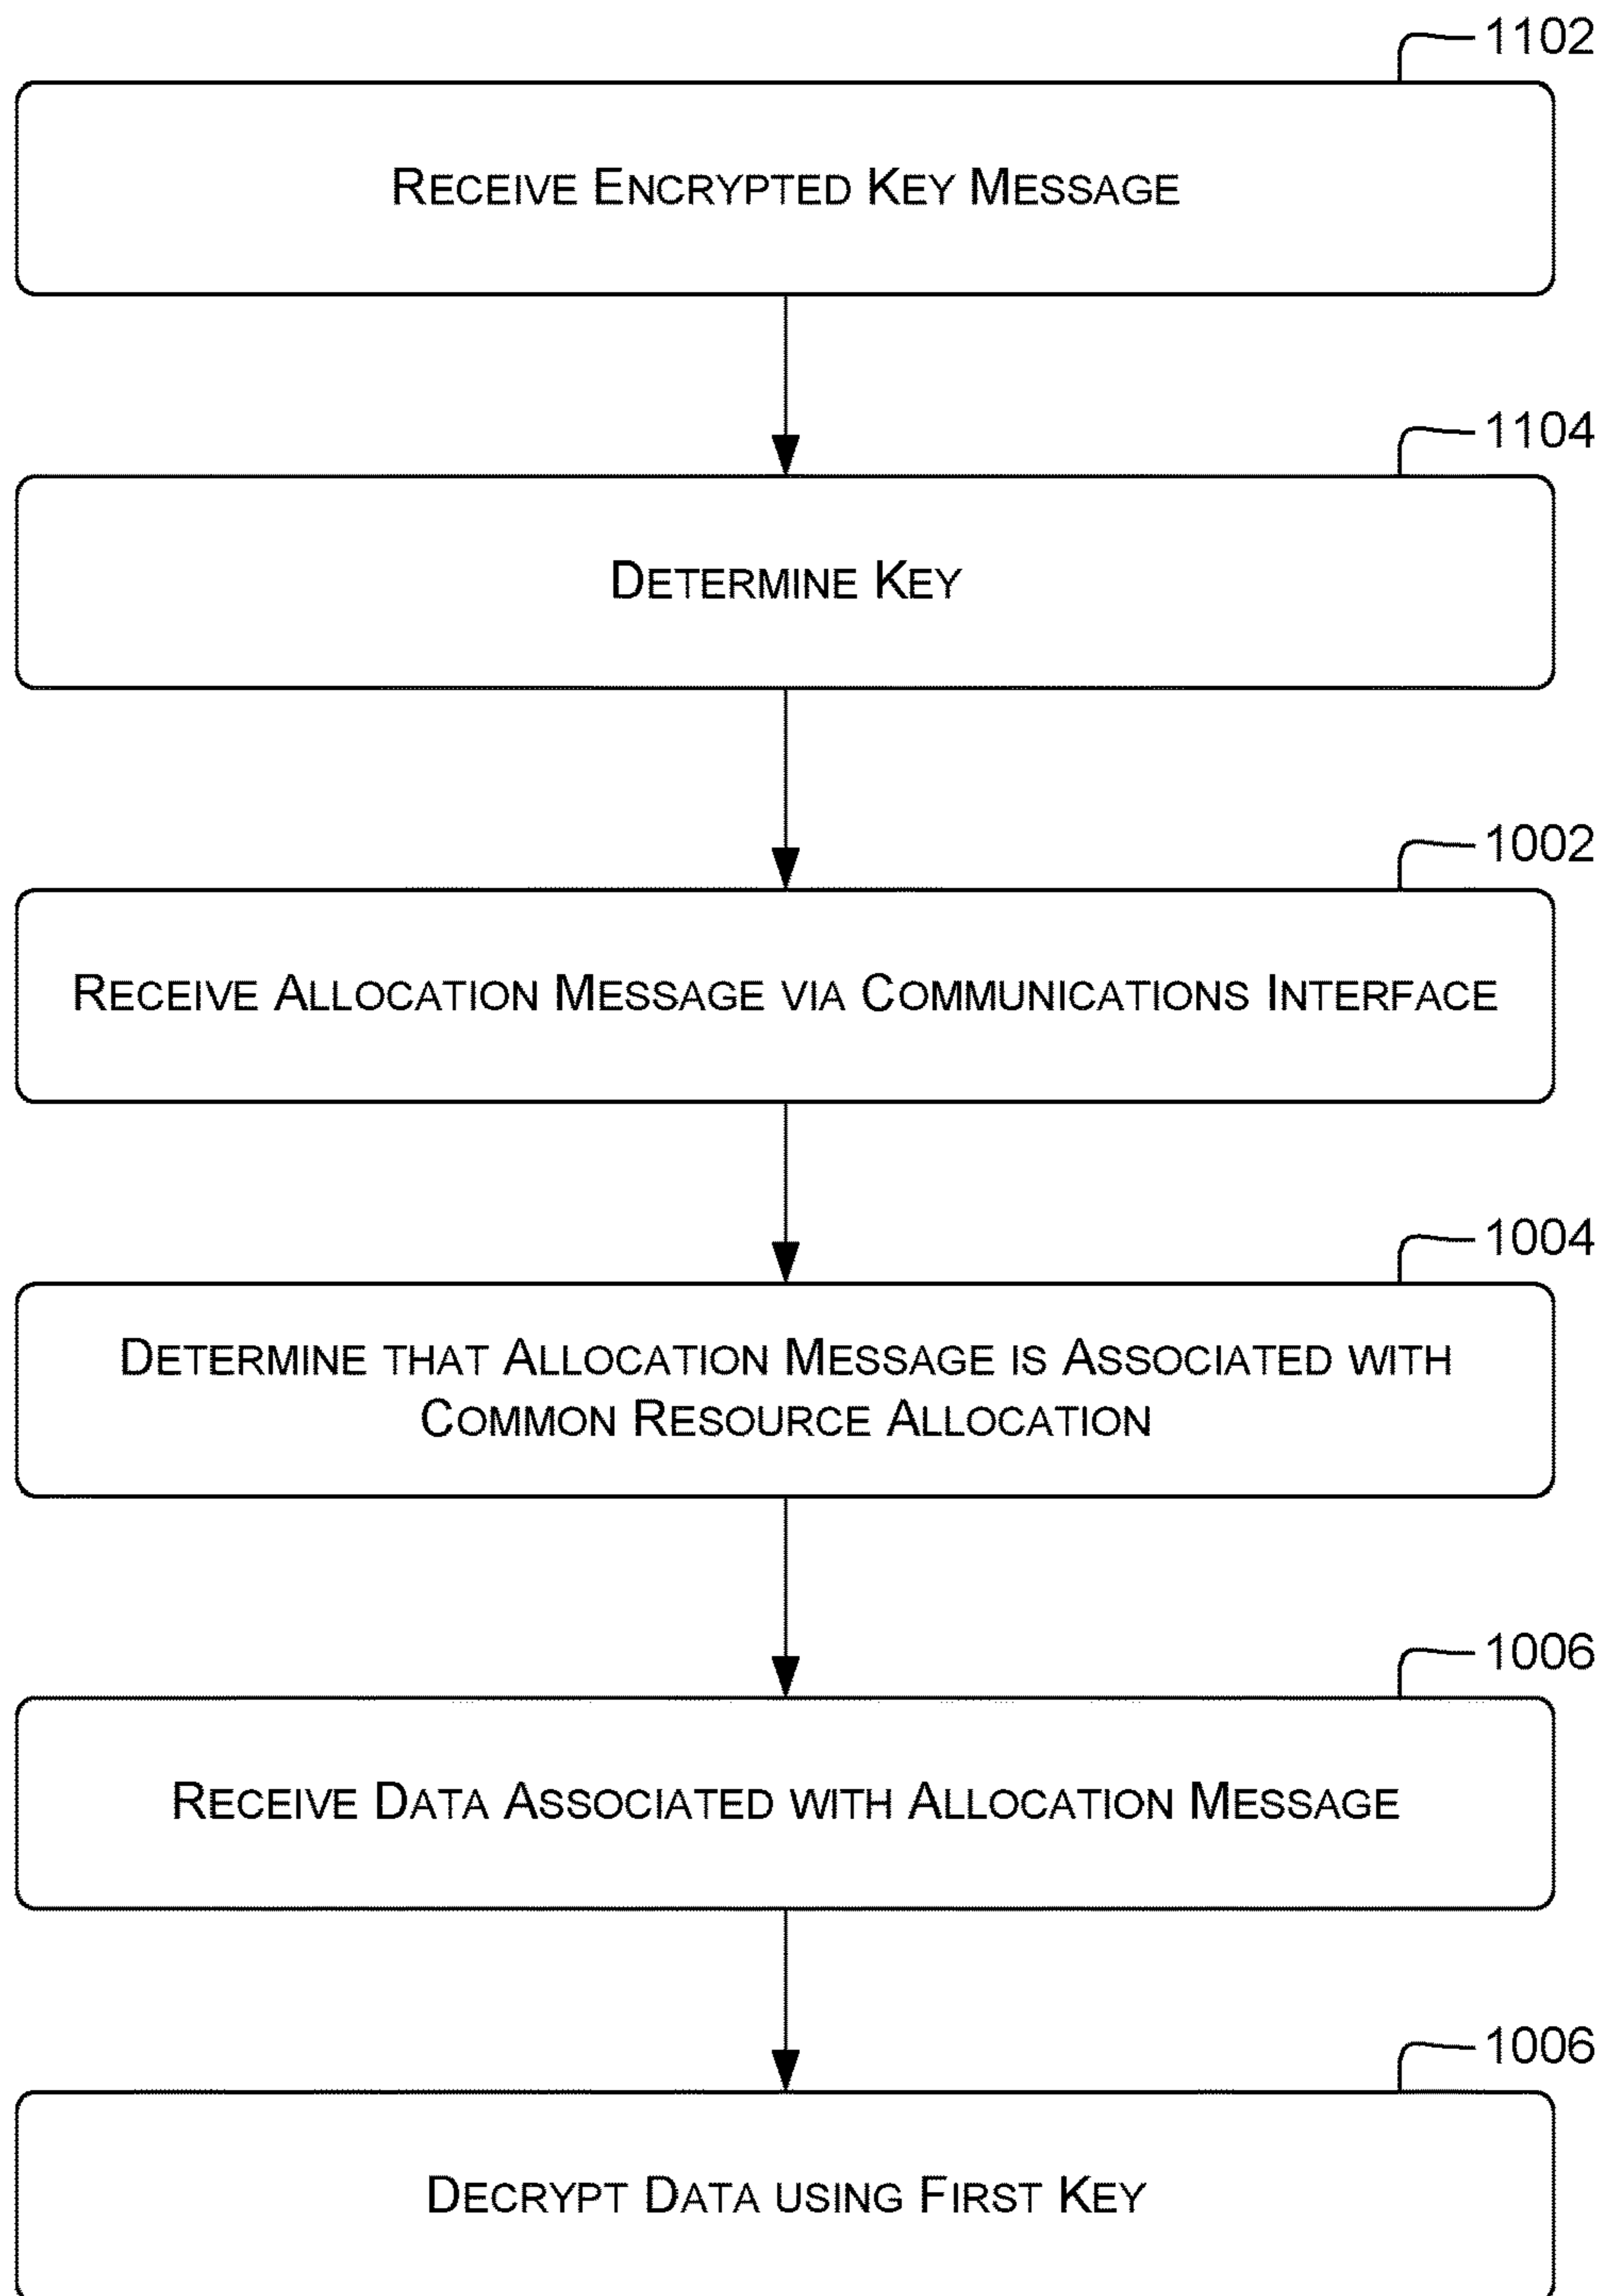 1102
RECEIVE ENCRYPTED KEY MESSAGE
1104
DETERMINE KEY
1002
RECEIVE ALLOCATION MESSAGE VIA COMMUNICATIONS INTERFACE
1004
DETERMINE THAT ALLOCATION MESSAGE IS ASSOCIATED WITH
COMMON RESOURCE ALLOCATION
1006
RECEIVE DATA ASSOCIATED WITH ALLOCATION MESSAGE
1006
DECRYPT DATA USING FIRST KEY